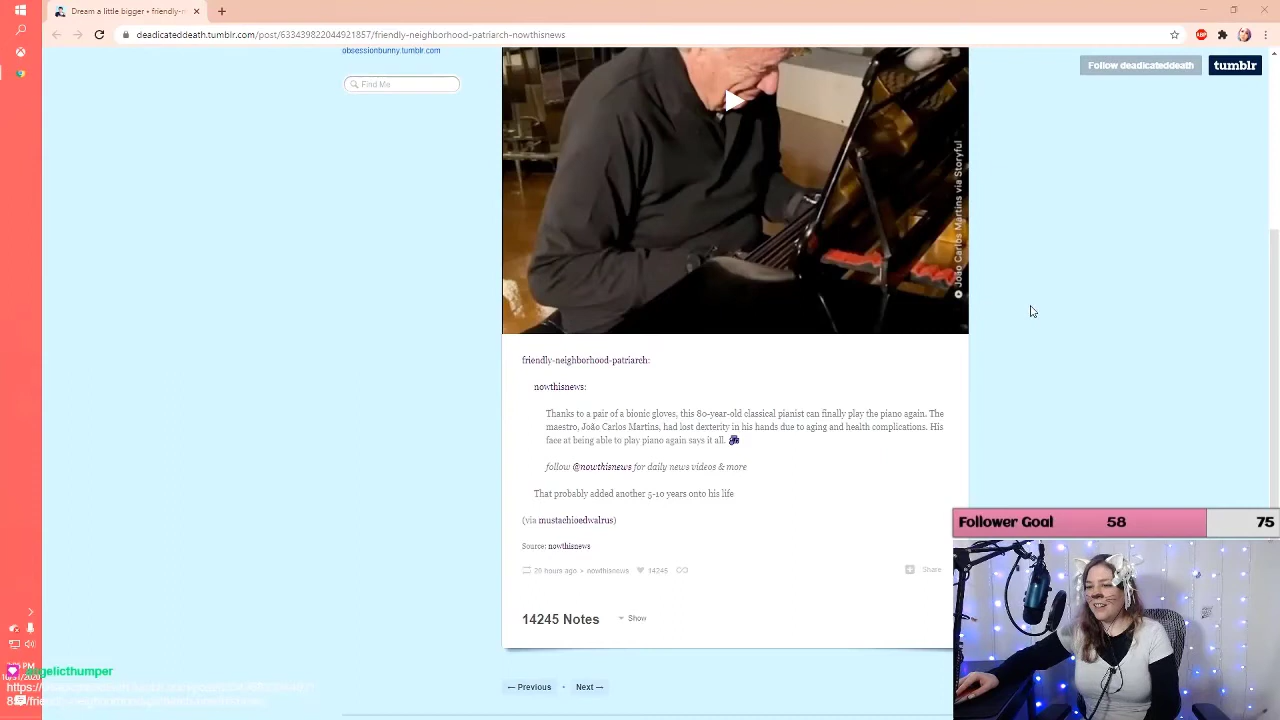 Dream a little bigger • friendly-n
deadicateddeath.tumblr.com/post/633439822044921857/friendly-neighborhood-patriarch-nowthisnews
obsessionbunny.tumblr.com
Find Me
Follow deadicateddeath
tumblr
João Carlos Martins via Storyful
friendly-neighborhood-patriarch:
nowthisnews:
Thanks to a pair of a bionic gloves, this 80-year-old classical pianist can finally play the piano again. The
maestro, João Carlos Martins, had lost dexterity in his hands due to aging and health complications. His
face at being able to play piano again says it all.
follow @nowthisnews for daily news videos & more
That probably added another 5-10 years onto his life
(via mustachioedwalrus)
Source: nowthisnews
20 hours ago > nowthisnews 14245
Share
14245 Notes Show
← Previous • Next →
Follower Goal 58 75
angelicthumper